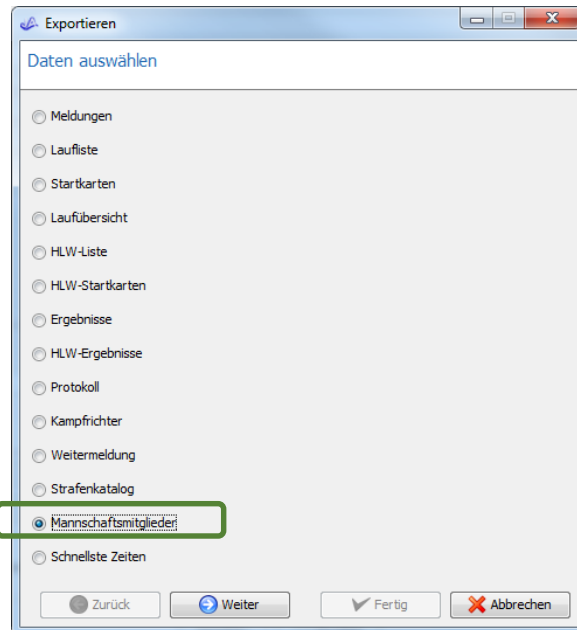 Exportieren
Daten auswählen
Meldungen
Laufliste
Startkarten
Laufübersicht
HLW-Liste
HLW-Startkarten
Ergebnisse
HLW-Ergebnisse
Protokoll
Kampfrichter
Weitermeldung
Strafenkatalog
Mannschaftsmitglieder
Schnellste Zeiten
Zurück Weiter Fertig Abbrechen